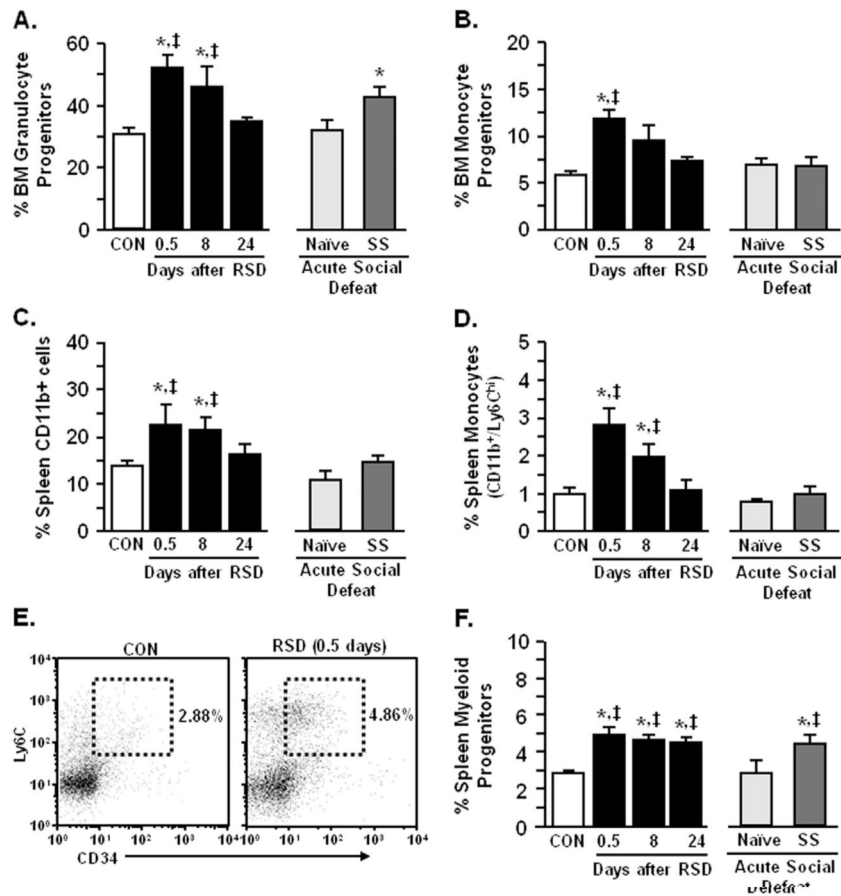 A.
% BM Granulocyte
Progenitors
60
40
20
0
*,‡
*,‡
*
CON
0.5
8
24
Naïve
SS
Days after RSD
Acute Social
Defeat
B.
% BM Monocyte
Progenitors
20
15
10
5
0
*,‡
CON
0.5
8
24
Naïve
SS
Days after RSD
Acute Social
Defeat
C.
% Spleen CD11b+ cells
40
30
20
10
0
*,‡
*,‡
CON
0.5
8
24
Naïve
SS
Days after RSD
Acute Social
Defeat
D.
% Spleen Monocytes
(CD11b⁺/Ly6Cʰⁱ)
5
4
3
2
1
0
*,‡
*,‡
CON
0.5
8
24
Naïve
SS
Days after RSD
Acute Social
Defeat
E.
CON
RSD (0.5 days)
Ly6C
10⁴
10³
10²
10¹
10⁰
2.88%
4.86%
10⁰ 10¹ 10² 10³ 10⁴
10⁰ 10¹ 10² 10³ 10⁴
CD34
F.
% Spleen Myeloid
Progenitors
10
8
6
4
2
0
*,‡
*,‡
*,‡
*,‡
CON
0.5
8
24
Naïve
SS
Days after RSD
Acute Social